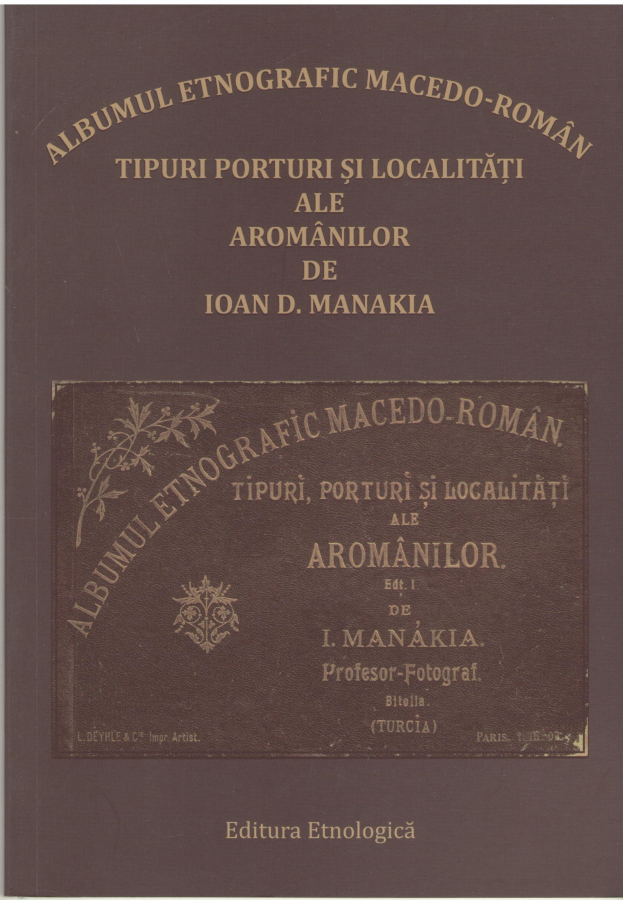 ALBUMUL ETNOGRAFIC MACEDO-ROMÂN
TIPURI PORTURI ȘI LOCALITĂȚI
ALE
AROMÂNILOR
DE
IOAN D. MANAKIA
ALBUMUL ETNOGRAFIC MACEDO-ROMÂN.
TIPURI, PORTURI ȘI LOCALITĂȚI
ALE
AROMÂNILOR.
Edț. I
DE
I. MANAKIA.
Profesor-Fotograf.
Bitolia.
(TURCIA)
L. DEYHLE & Cie Impr. Artist.
PARIS.
Editura Etnologică